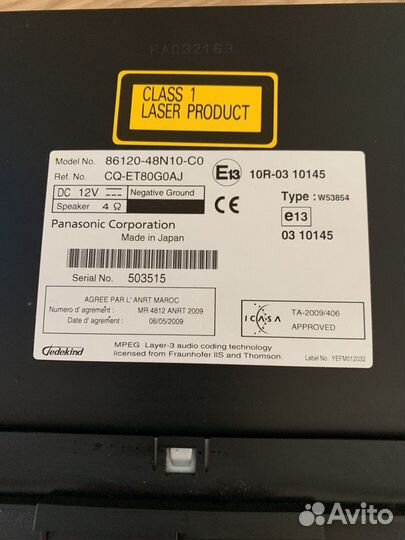 FA032163
CLASS 1
LASER PRODUCT
Model No. 86120-48N10-C0
Ref. No. CQ-ET80G0AJ
DC 12V Negative Ground
Speaker 4 Ω
Panasonic Corporation
Made in Japan
E13 10R-03 10145
CE
Type : W53854
e13
03 10145
Serial No. 503515
AGREE PAR L' ANRT MAROC
Numero d' agrement : MR 4812 ANRT 2009
Date d' agrement : 06/05/2009
ICASA
TA-2009/406
APPROVED
Gedekind
MPEG Layer-3 audio coding technology
licensed from Fraunhofer IIS and Thomson.
Label No. YEFM012032
Avito